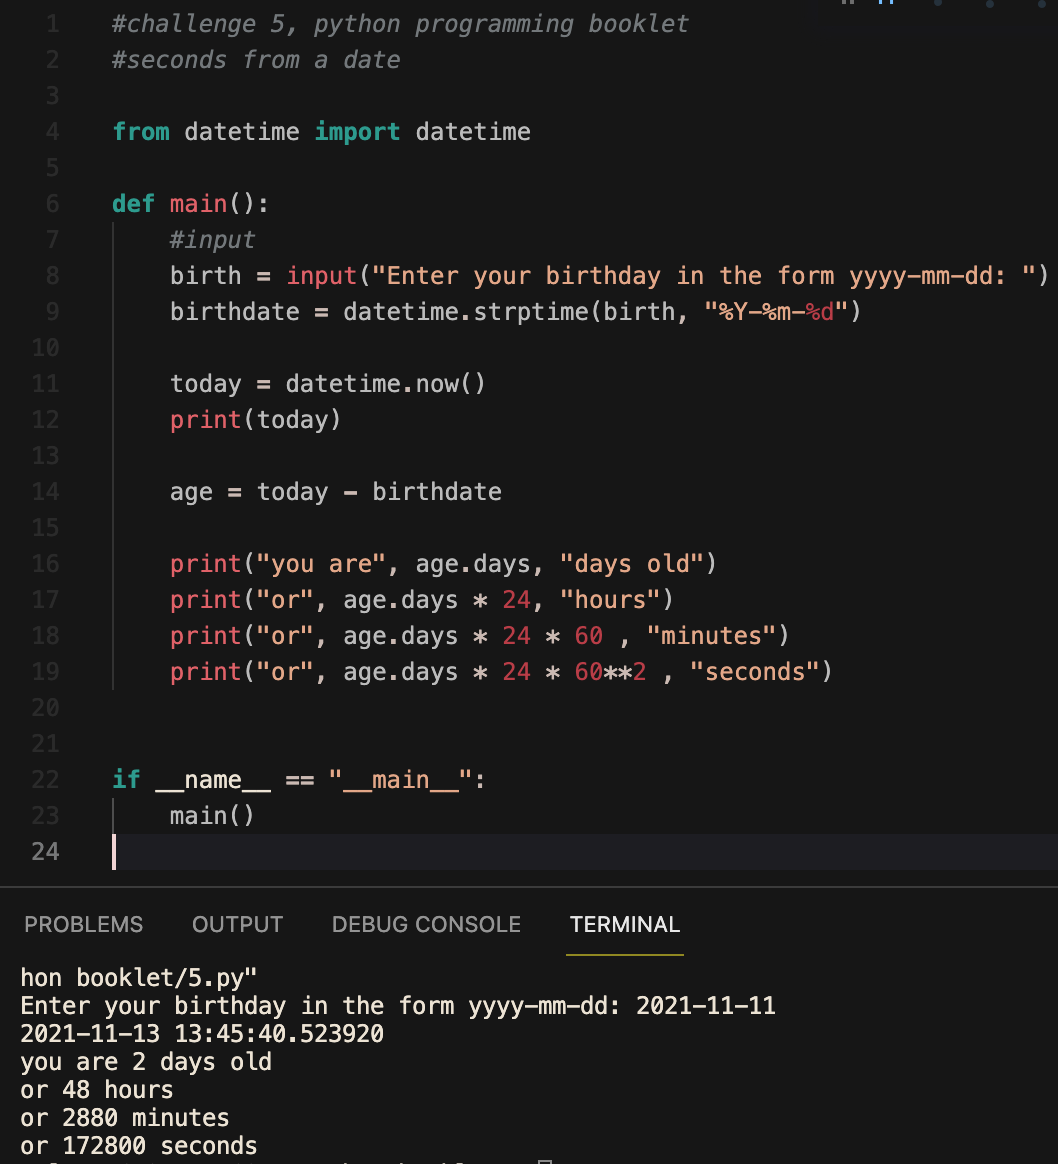 1 #challenge 5, python programming booklet
2 #seconds from a date
3
4 from datetime import datetime
5
6 def main():
7     #input
8     birth = input("Enter your birthday in the form yyyy-mm-dd: ")
9     birthdate = datetime.strptime(birth, "%Y-%m-%d")
10
11     today = datetime.now()
12     print(today)
13
14     age = today - birthdate
15
16     print("you are", age.days, "days old")
17     print("or", age.days * 24, "hours")
18     print("or", age.days * 24 * 60 , "minutes")
19     print("or", age.days * 24 * 60**2 , "seconds")
20
21
22 if __name__ == "__main__":
23     main()
24
PROBLEMS OUTPUT DEBUG CONSOLE TERMINAL
hon booklet/5.py"
Enter your birthday in the form yyyy-mm-dd: 2021-11-11
2021-11-13 13:45:40.523920
you are 2 days old
or 48 hours
or 2880 minutes
or 172800 seconds